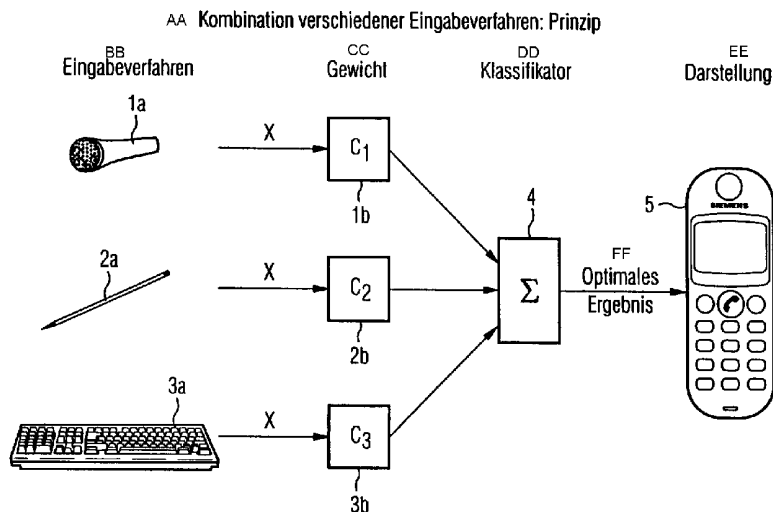 AA Kombination verschiedener Eingabeverfahren: Prinzip
BB
Eingabeverfahren
CC
Gewicht
DD
Klassifikator
EE
Darstellung
1a
X
C1
1b
2a
X
C2
2b
3a
X
C3
3b
4
Σ
FF
Optimales
Ergebnis
5
SIEMENS